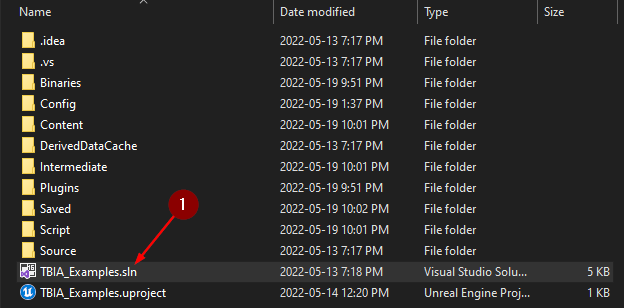 Name Date modified Type Size
.idea 2022-05-13 7:17 PM File folder
.vs 2022-05-13 7:17 PM File folder
Binaries 2022-05-19 9:51 PM File folder
Config 2022-05-19 1:37 PM File folder
Content 2022-05-19 10:01 PM File folder
DerivedDataCache 2022-05-13 7:17 PM File folder
Intermediate 2022-05-19 10:01 PM File folder
Plugins 2022-05-19 9:51 PM File folder
Saved 2022-05-19 10:02 PM File folder
1
Script 2022-05-19 10:01 PM File folder
Source 2022-05-13 7:17 PM File folder
TBIA_Examples.sln 2022-05-13 7:18 PM Visual Studio Solu... 5 KB
TBIA_Examples.uproject 2022-05-14 12:20 PM Unreal Engine Proj... 1 KB